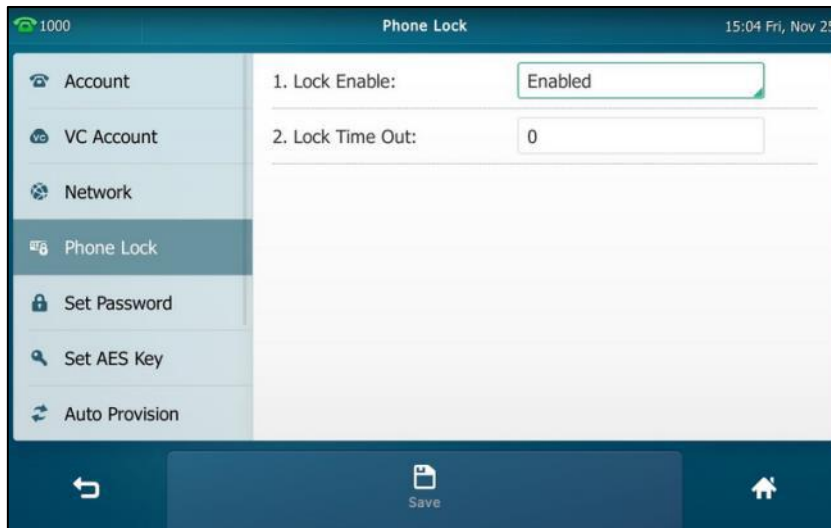 1000 Phone Lock 15:04 Fri, Nov 25
Account
VC Account
Network
Phone Lock
Set Password
Set AES Key
Auto Provision
1. Lock Enable: Enabled
2. Lock Time Out: 0
Save